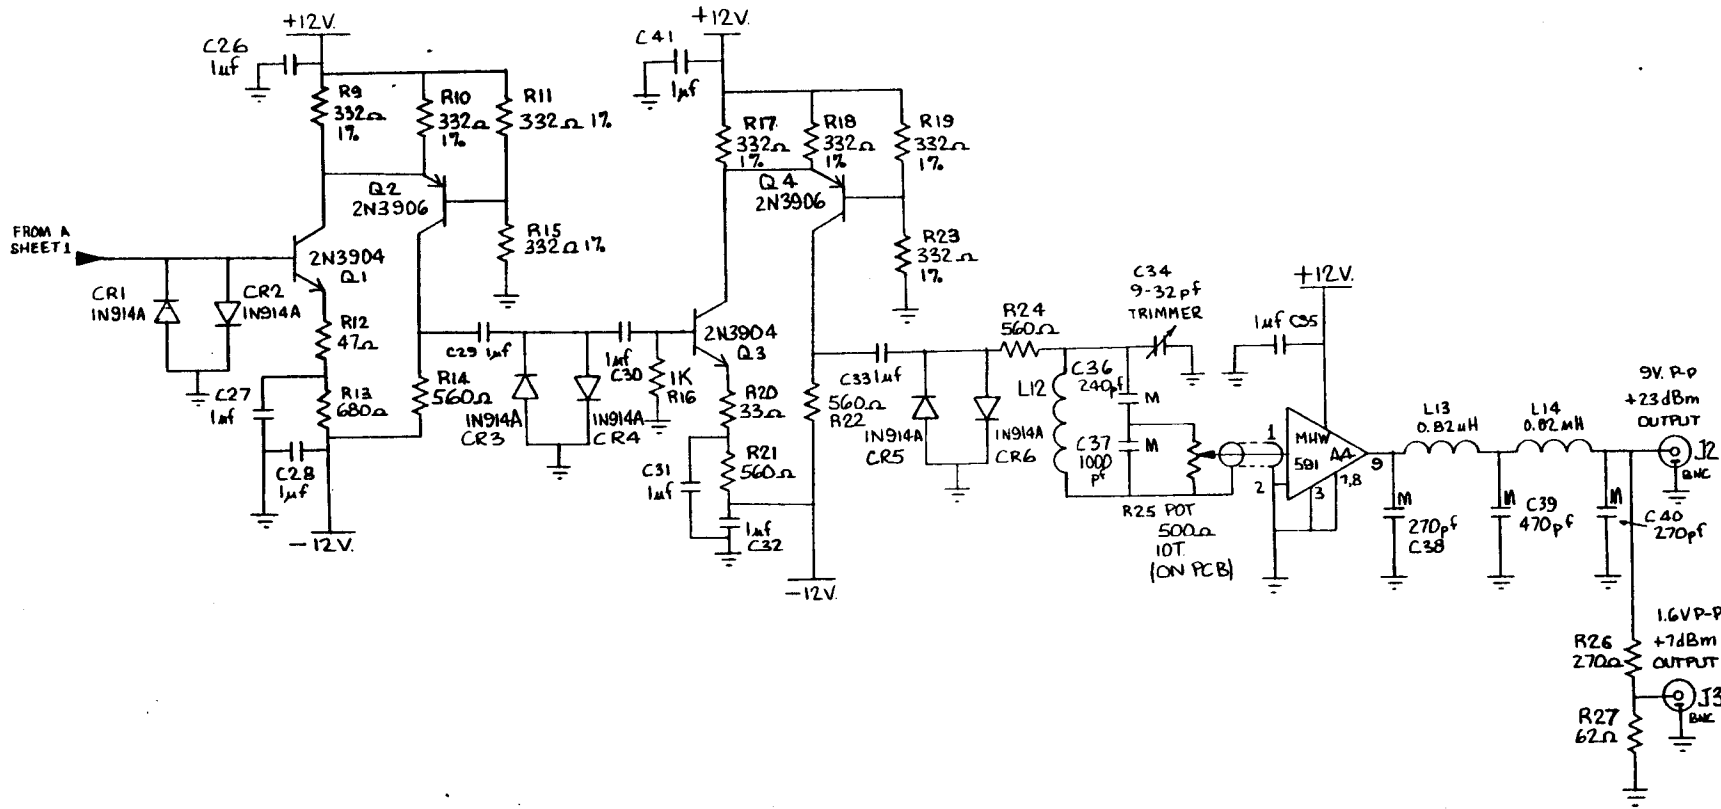 +12V.
C26
1µf
R9
332Ω
1%
R10
332Ω
1%
R11
332Ω 1%
Q2
2N3906
R15
332Ω 1%
FROM A
SHEET 1
2N3904
Q1
CR1
1N914A
CR2
1N914A
R12
47Ω
C27
1µf
R13
680Ω
C28
1µf
-12V.
R14
560Ω
C29 1µf
1N914A
CR3
1N914A
CR4
1µf
C30
1K
R16
+12V.
C41
1µf
R17
332Ω
1%
R18
332Ω
1%
R19
332Ω
1%
Q4
2N3906
R23
332Ω
1%
2N3904
Q3
R20
33Ω
R21
560Ω
C31
1µf
1µf
C32
-12V.
C33 1µf
560Ω
R22
1N914A
CR5
1N914A
CR6
R24
560Ω
L12
C36
240pf
M
C37
1000
pf
M
C34
9-32pf
TRIMMER
R25 POT
500Ω
10T.
(ON PCB)
+12V.
1µf C35
1
MHW
591
A4
2
3
7,8
9
L13
0.82µH
L14
0.82µH
M
270pf
C38
M
C39
470pf
M
C40
270pf
9V. P-P
+23dBm
OUTPUT
J2
BNC
R26
270Ω
1.6V P-P
+7dBm
OUTPUT
J3
BNC
R27
62Ω